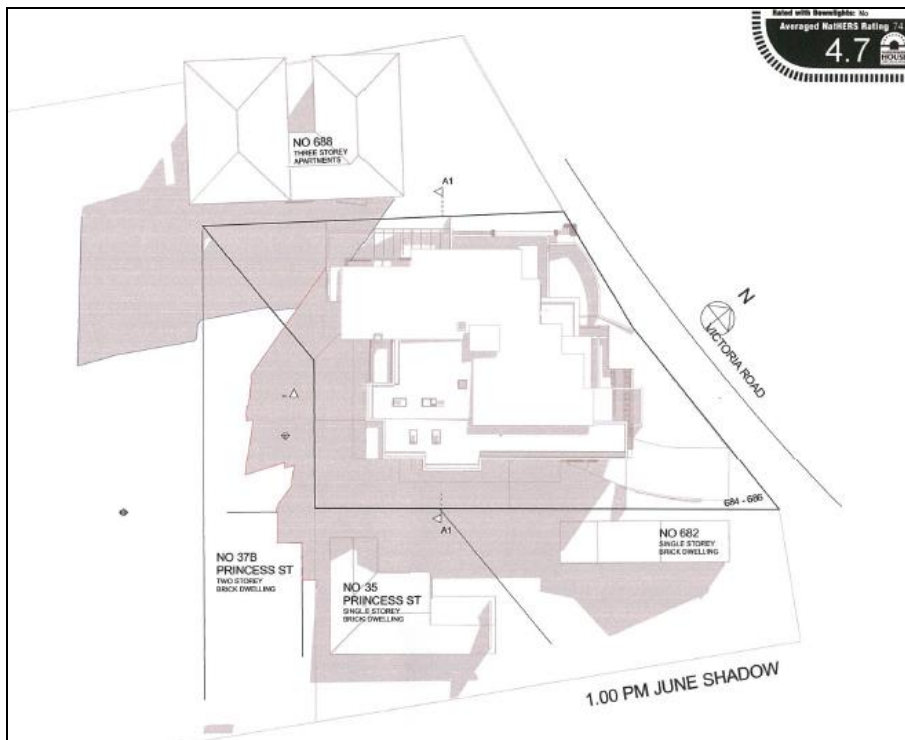 Rated with Downlights: No
Averaged NatHERS Rating 74
4.7
HOUSE
NO 688
THREE STOREY
APARTMENTS
A1
N
VICTORIA ROAD
684 - 686
A1
NO 682
SINGLE STOREY
BRICK DWELLING
NO 37B
PRINCESS ST
TWO STOREY
BRICK DWELLING
NO 35
PRINCESS ST
SINGLE STOREY
BRICK DWELLING
1.00 PM JUNE SHADOW